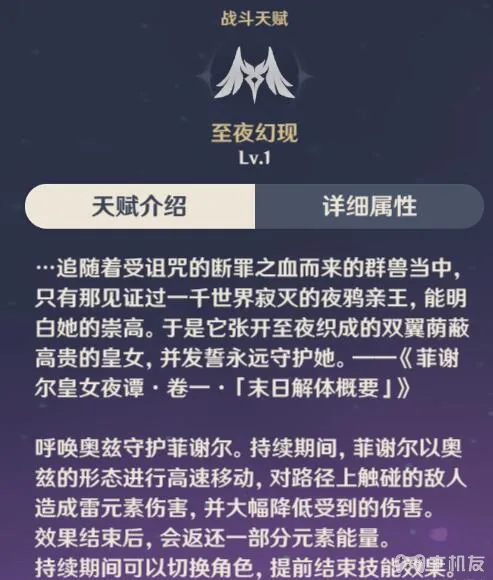 战斗天赋
至夜幻现
Lv.1
天赋介绍
详细属性
…追随着受诅咒的断罪之血而来的群兽当中，
只有那见证过一千世界寂灭的夜鸦亲王，能明
白她的崇高。于是它张开至夜织成的双翼荫蔽
高贵的皇女，并发誓永远守护她。——《菲谢
尔皇女夜谭·卷一·「末日解体概要」》
呼唤奥兹守护菲谢尔。持续期间，菲谢尔以奥
兹的形态进行高速移动，对路径上触碰的敌人
造成雷元素伤害，并大幅降低受到的伤害。
效果结束后，会返还一部分元素能量。
持续期间可以切换角色，提前结束技能效果。